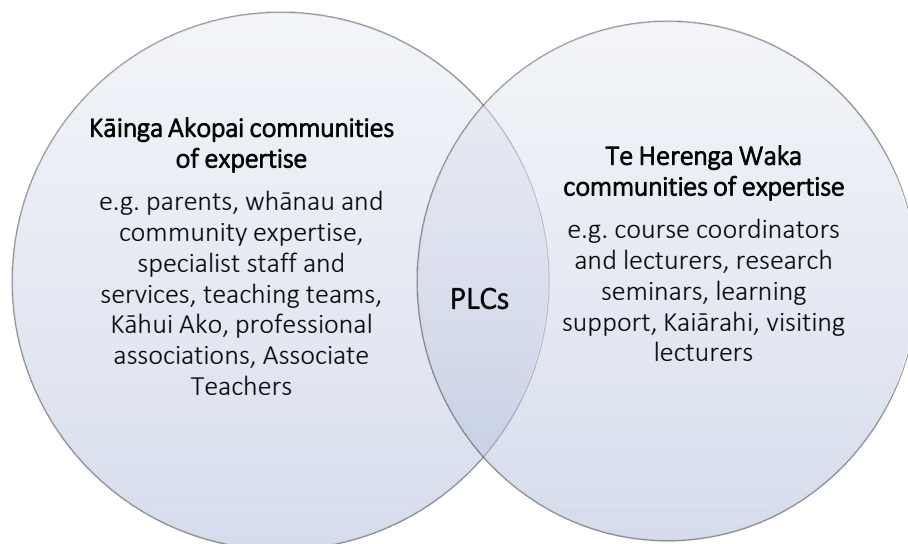 Kāinga Akopai communities
of expertise
e.g. parents, whānau and
community expertise,
specialist staff and
services, teaching teams,
Kāhui Ako, professional
associations, Associate
Teachers
PLCs
Te Herenga Waka
communities of expertise
e.g. course coordinators
and lecturers, research
seminars, learning
support, Kaiārahi, visiting
lecturers